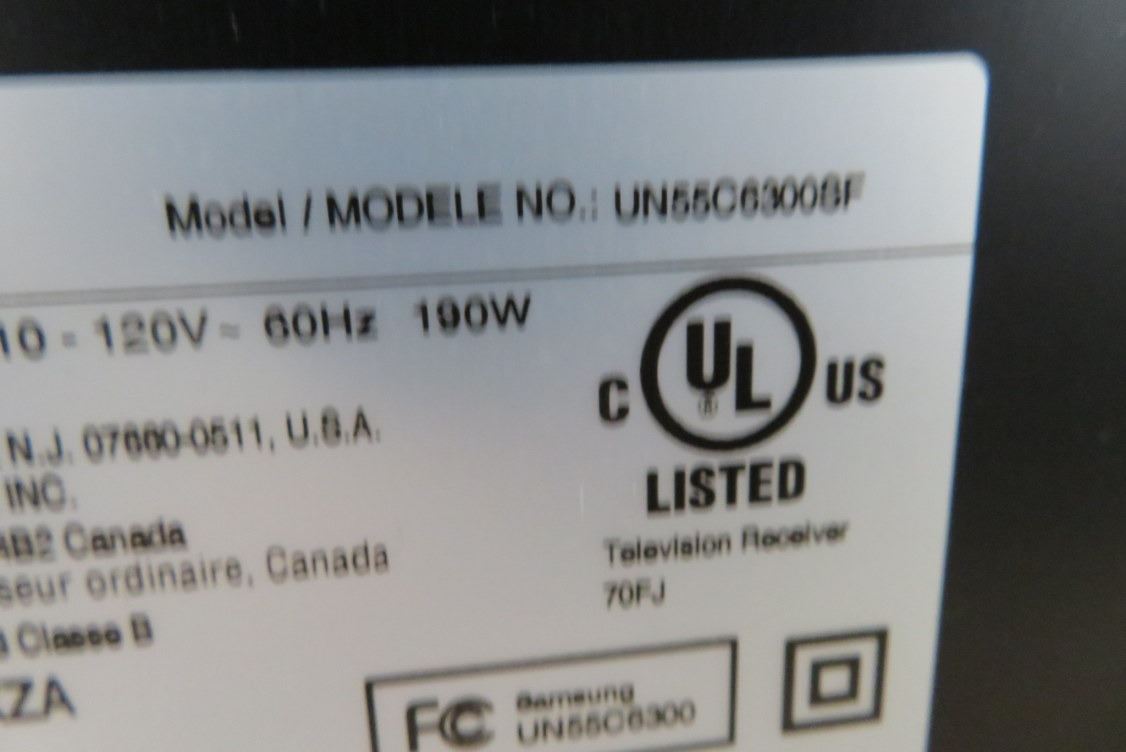 Model / MODELE NO.: UN55C6300SF
10 - 120V ~ 60Hz 190W
N.J. 07660-0511, U.S.A.
INC.
AB2 Canada
seur ordinaire, Canada
Classe B
ZA
C UL ® US
LISTED
Television Receiver
70FJ
FC Samsung
UN55C6300